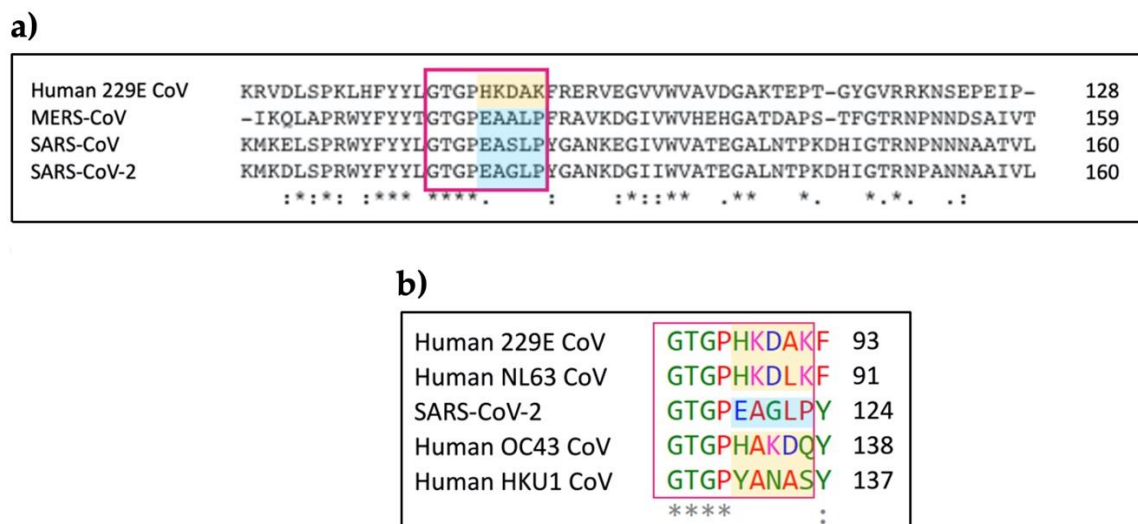 a)
Human 229E CoV KRVDLSPKLHFYYLGTGPHKDAKFRERVEGVVWVAVDGAKTEPT-GYGVRRKNSEPEIP- 128
MERS-CoV -IKQLAPRWYFYYTGTGPEAALPFRAVKDGIVWVHEHGATDAPS-TFGTRNPNNDSAIVT 159
SARS-CoV KMKELSPRWYFYYLGTGPEASLPYGANKEGIVWVATEGALNTPKDHIGTRNPNNNAATVL 160
SARS-CoV-2 KMKDLSPRWYFYYLGTGPEAGLPYGANKDGIIWVATEGALNTPKDHIGTRNPANNAAIVL 160
:*:*: :*** ****. : :*::** .** *. *.*. .:
b)
Human 229E CoV GTGPHKDAKF 93
Human NL63 CoV GTGPHKDLKF 91
SARS-CoV-2 GTGPEAGLPY 124
Human OC43 CoV GTGPHAKDQY 138
Human HKU1 CoV GTGPYANASY 137
**** :